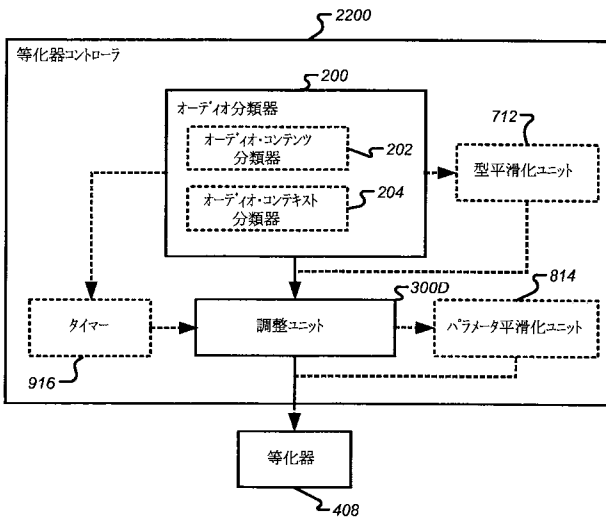 2200
等化器コントローラ
200
オーディオ分類器
オーディオ・コンテンツ
分類器
202
オーディオ・コンテキスト
分類器
204
712
型平滑化ユニット
タイマー
916
300D
調整ユニット
814
パラメータ平滑化ユニット
等化器
408